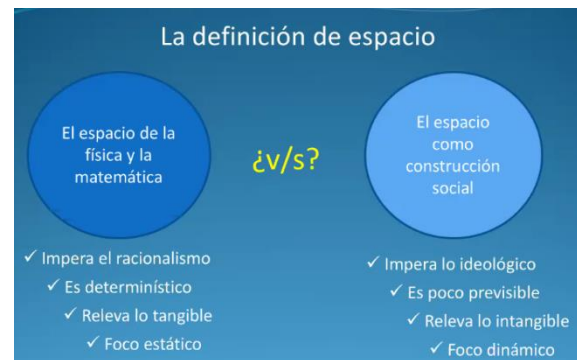 La definición de espacio
El espacio de la
física y la
matemática
¿v/s?
El espacio
como
construcción
social
✓ Impera el racionalismo
✓ Es determinístico
✓ Releva lo tangible
✓ Foco estático
✓ Impera lo ideológico
✓ Es poco previsible
✓ Releva lo intangible
✓ Foco dinámico